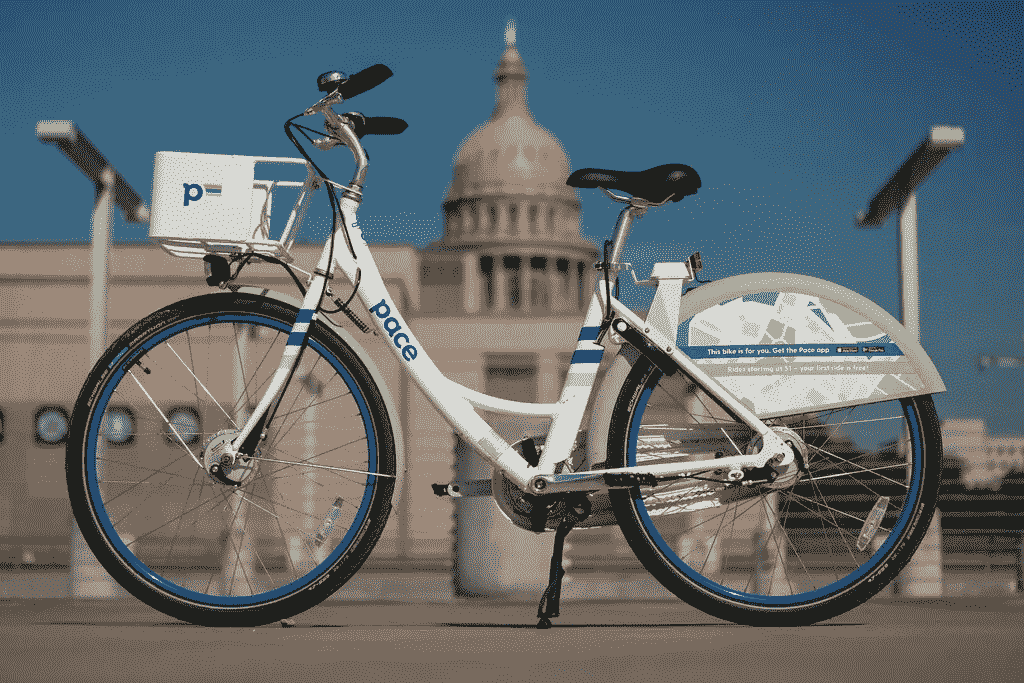 p
pace
This bike is for you. Get the Pace app
Rides starting at $1 – your first ride is free!